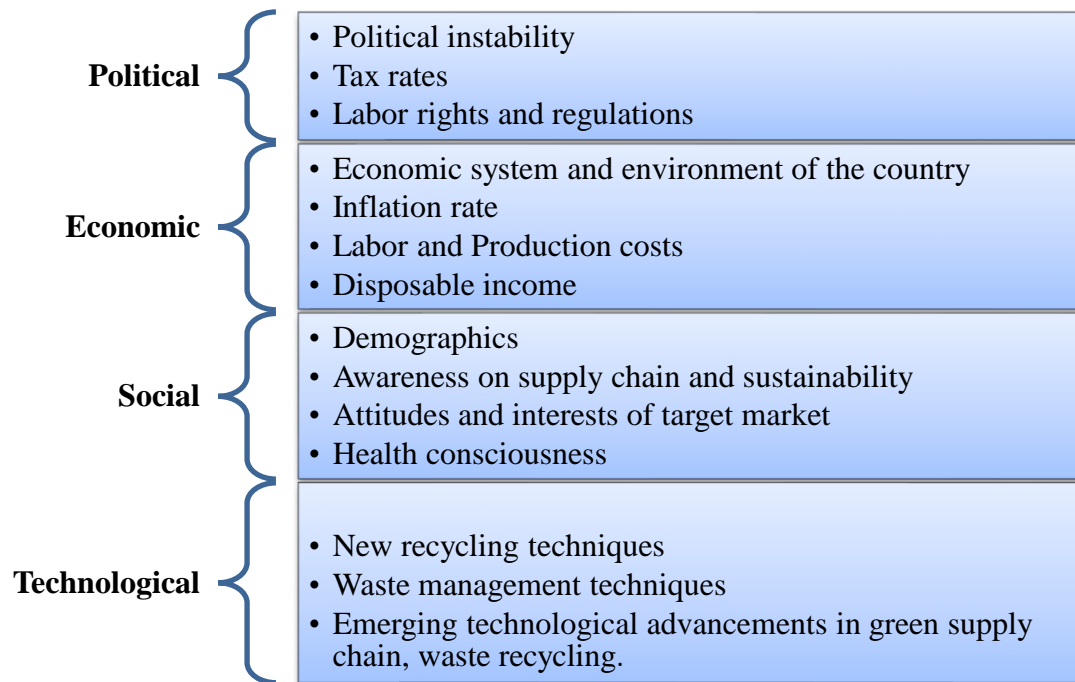 Political
• Political instability
• Tax rates
• Labor rights and regulations
Economic
• Economic system and environment of the country
• Inflation rate
• Labor and Production costs
• Disposable income
Social
• Demographics
• Awareness on supply chain and sustainability
• Attitudes and interests of target market
• Health consciousness
Technological
• New recycling techniques
• Waste management techniques
• Emerging technological advancements in green supply
chain, waste recycling.